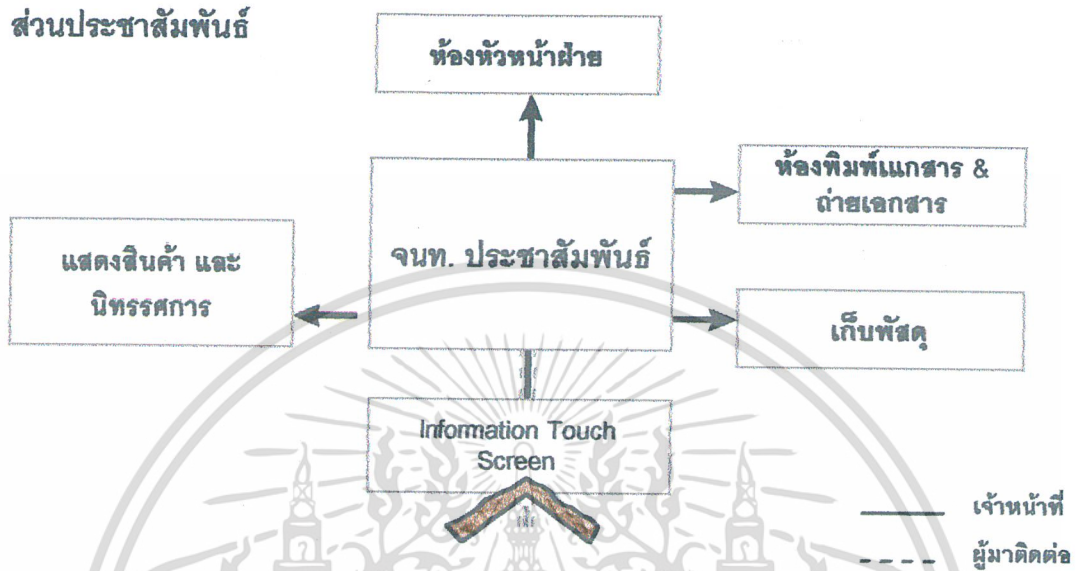 ส่วนประชาสัมพันธ์
ห้องหัวหน้าฝ่าย
ห้องพิมพ์แกสาร &
ถ่ายเอกสาร
จนท. ประชาสัมพันธ์
แสดงสินค้า และ
นิทรรศการ
เก็บพัสดุ
Information Touch
Screen
เจ้าหน้าที่
ผู้มาติดต่อ